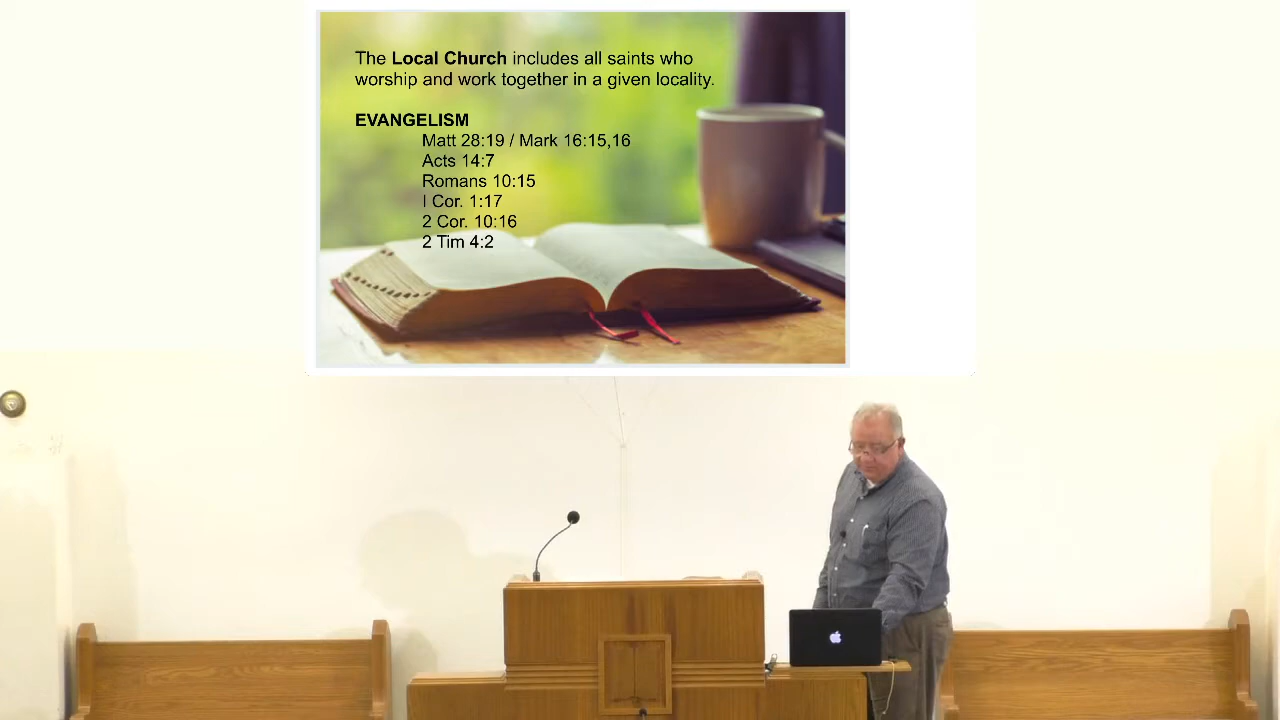 The Local Church includes all saints who
worship and work together in a given locality.
EVANGELISM
Matt 28:19 / Mark 16:15,16
Acts 14:7
Romans 10:15
I Cor. 1:17
2 Cor. 10:16
2 Tim 4:2